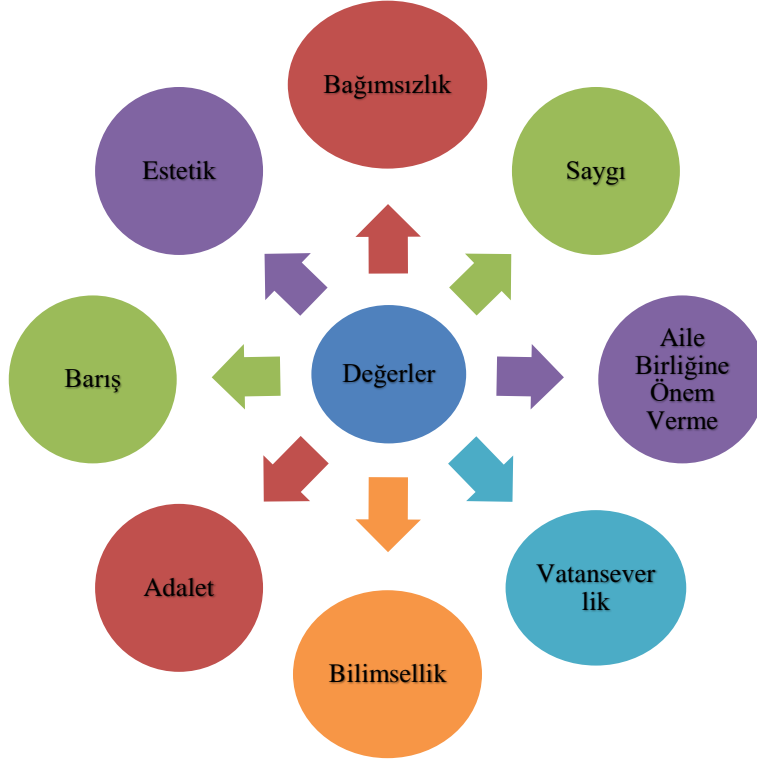 Bağımsızlık
Estetik
Saygı
Barış
Değerler
Aile
Birliğine
Önem
Verme
Adalet
Vatansever
lik
Bilimsellik